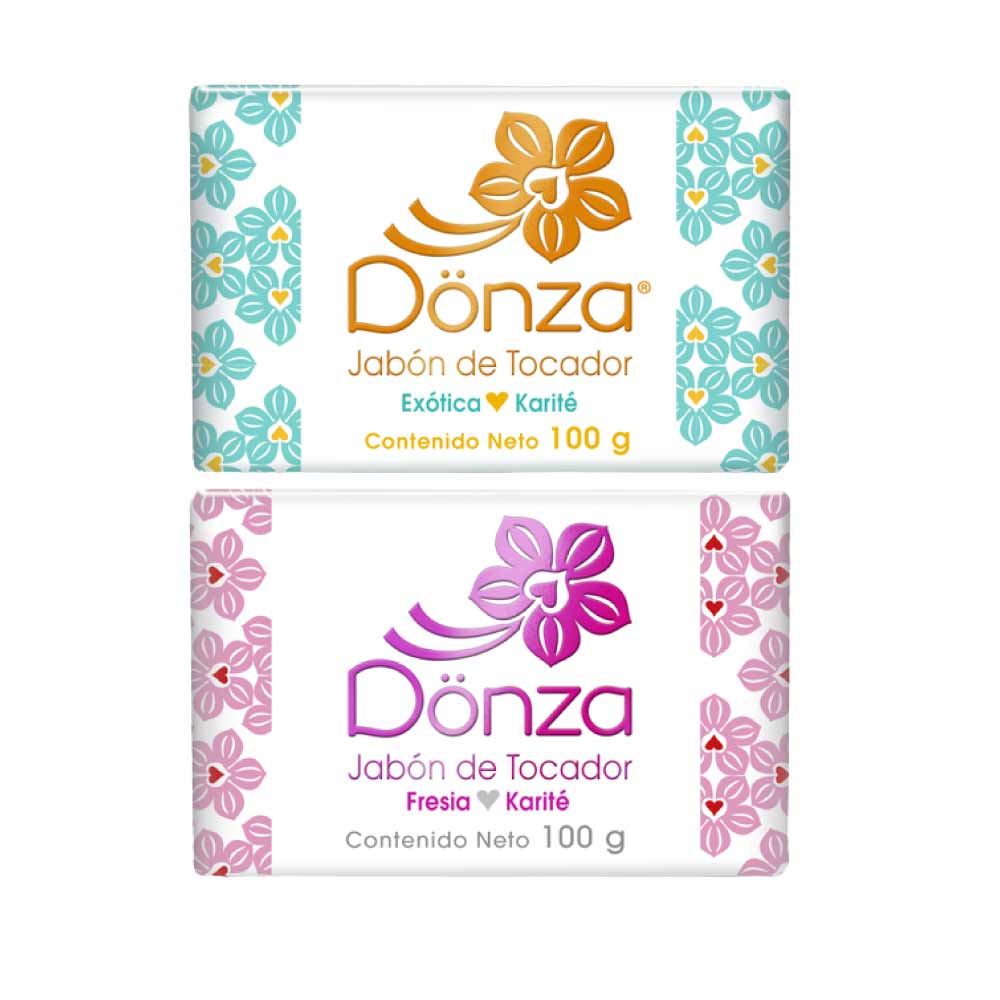 Dönza®
Jabón de Tocador
Exótica Karité
Contenido Neto 100 g
Dönza
Jabón de Tocador
Fresia Karité
Contenido Neto 100 g